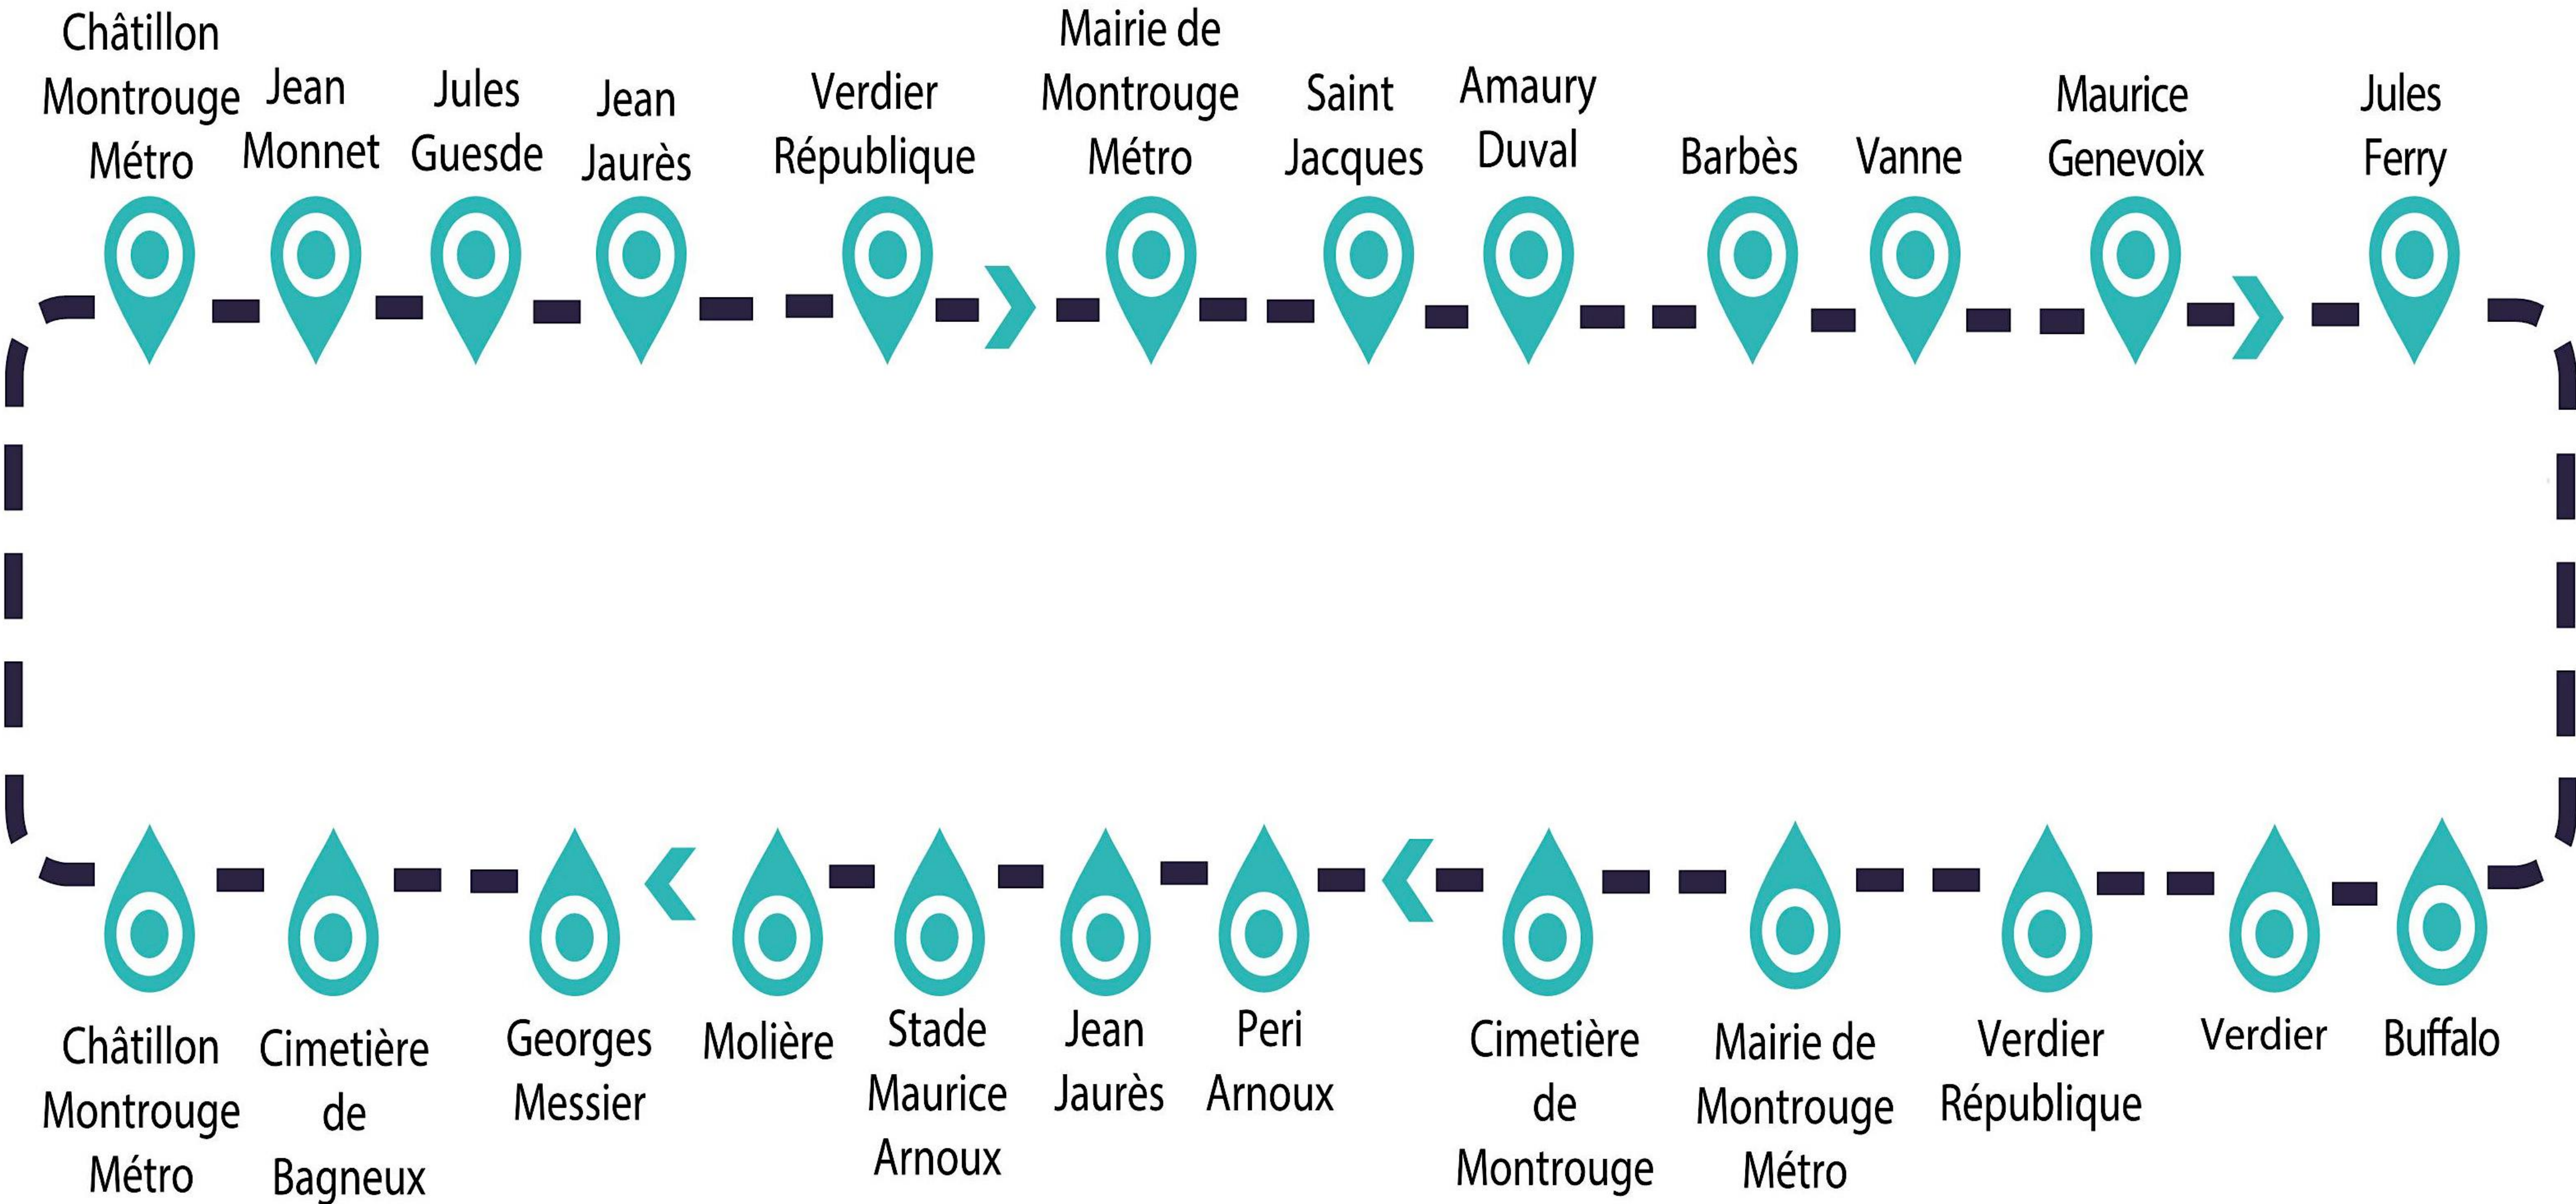 Châtillon
Montrouge
Métro
Jean
Monnet
Jules
Guesde
Jean
Jaurès
Verdier
République
Mairie de
Montrouge
Métro
Saint
Jacques
Amaury
Duval
Barbès
Vanne
Maurice
Genevoix
Jules
Ferry
Châtillon
Montrouge
Métro
Cimetière
de
Bagneux
Georges
Messier
Molière
Stade
Maurice
Arnoux
Jean
Jaurès
Peri
Arnoux
Cimetière
de
Montrouge
Mairie de
Montrouge
Métro
Verdier
République
Verdier
Buffalo